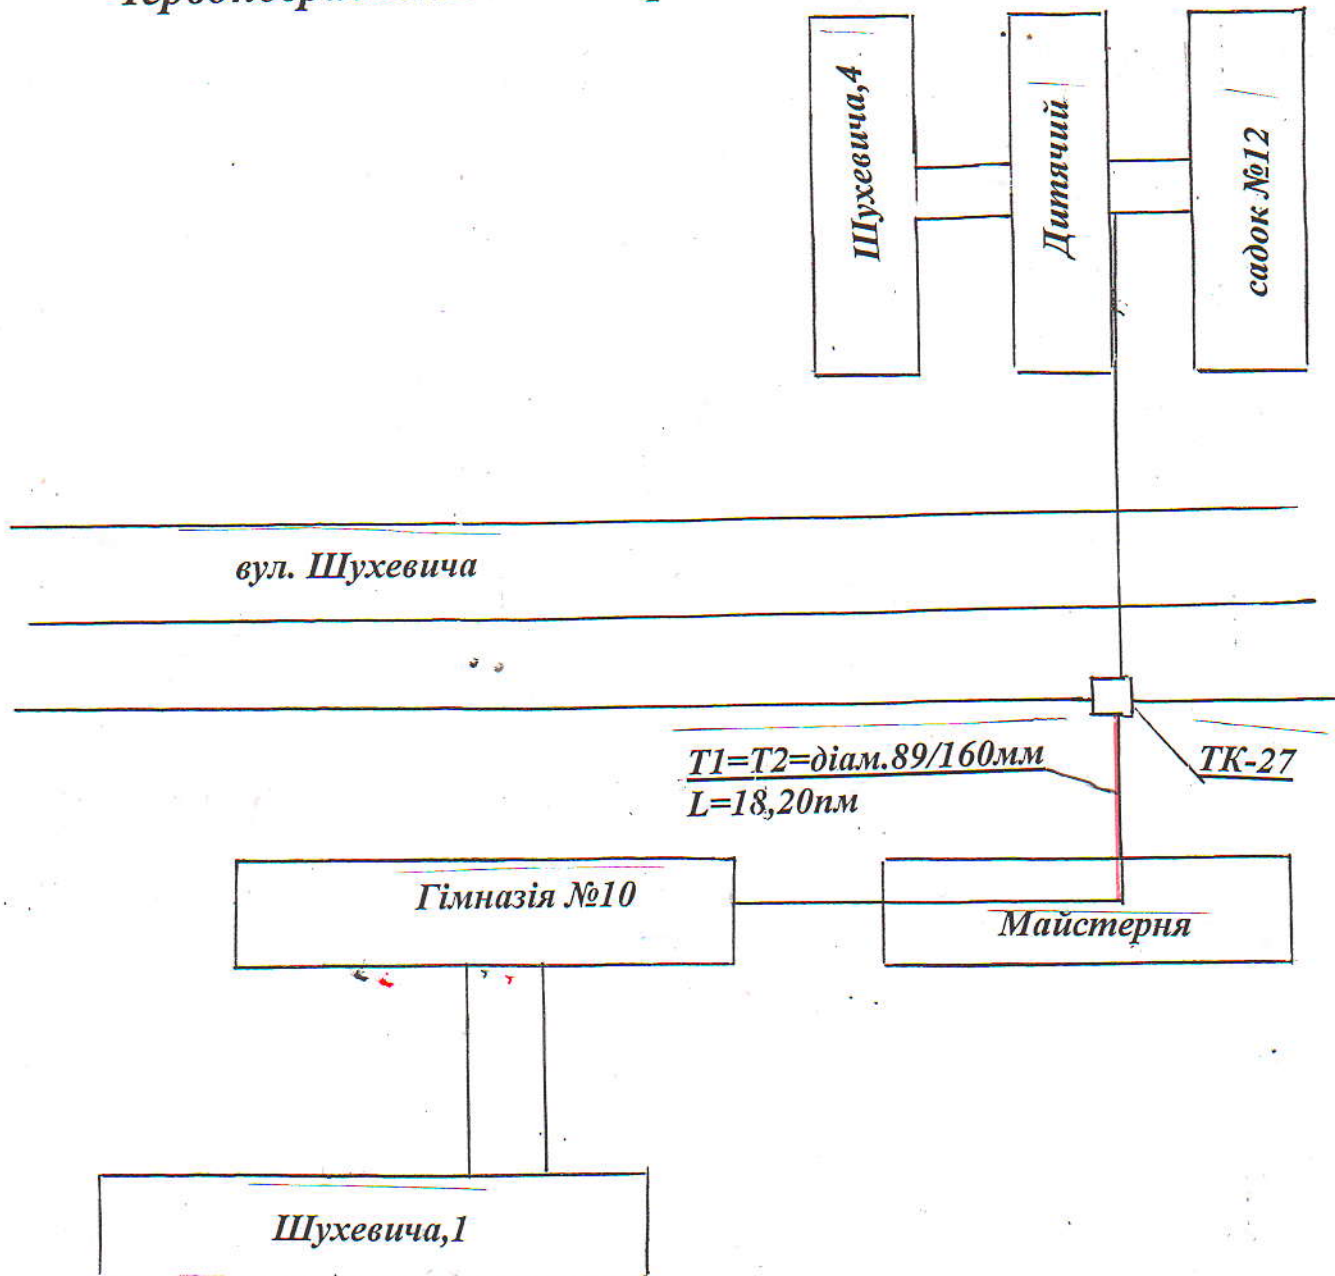 Шухевича,4
Дитячий
садок №12
вул. Шухевича
Т1=Т2=діам.89/160мм
L=18,20пм
ТК-27
Гімназія №10
Майстерня
Шухевича,1